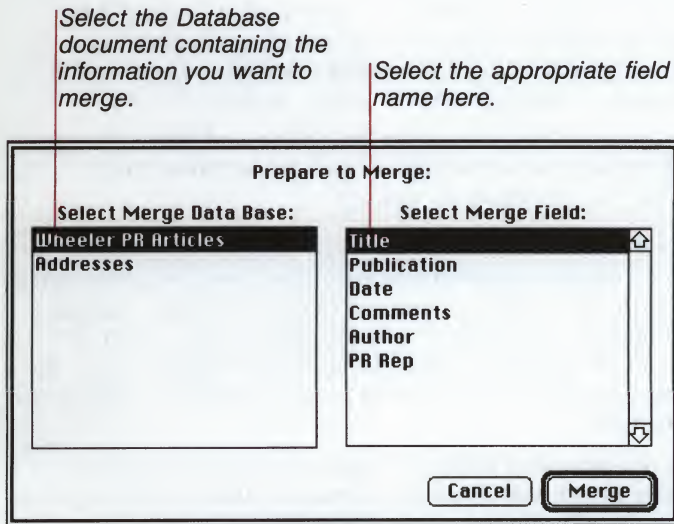 Select the Database
document containing the
information you want to
merge.
Select the appropriate field
name here.
Prepare to Merge:
Select Merge Data Base:
Wheeler PR Articles
Addresses
Select Merge Field:
Title
Publication
Date
Comments
Author
PR Rep
Cancel
Merge